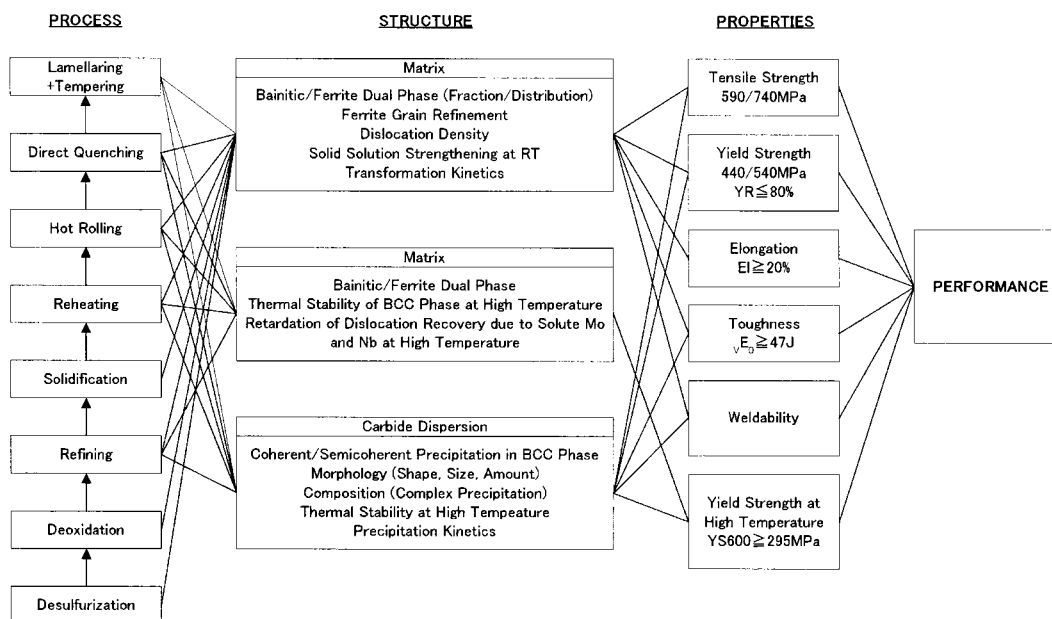 PROCESS
STRUCTURE
PROPERTIES
Lamellaring
+Tempering
Direct Quenching
Hot Rolling
Reheating
Solidification
Refining
Deoxidation
Desulfurization
Matrix
Bainitic/Ferrite Dual Phase (Fraction/Distribution)
Ferrite Grain Refinement
Dislocation Density
Solid Solution Strengthening at RT
Transformation Kinetics
Matrix
Bainitic/Ferrite Dual Phase
Thermal Stability of BCC Phase at High Temperature
Retardation of Dislocation Recovery due to Solute Mo
and Nb at High Temperature
Carbide Dispersion
Coherent/Semicoherent Precipitation in BCC Phase
Morphology (Shape, Size, Amount)
Composition (Complex Precipitation)
Thermal Stability at High Tempeature
Precipitation Kinetics
Tensile Strength
590/740MPa
Yield Strength
440/540MPa
YR≦80%
Elongation
El≧20%
Toughness
vE0≧47J
Weldability
Yield Strength at
High Temperature
YS600≧295MPa
PERFORMANCE